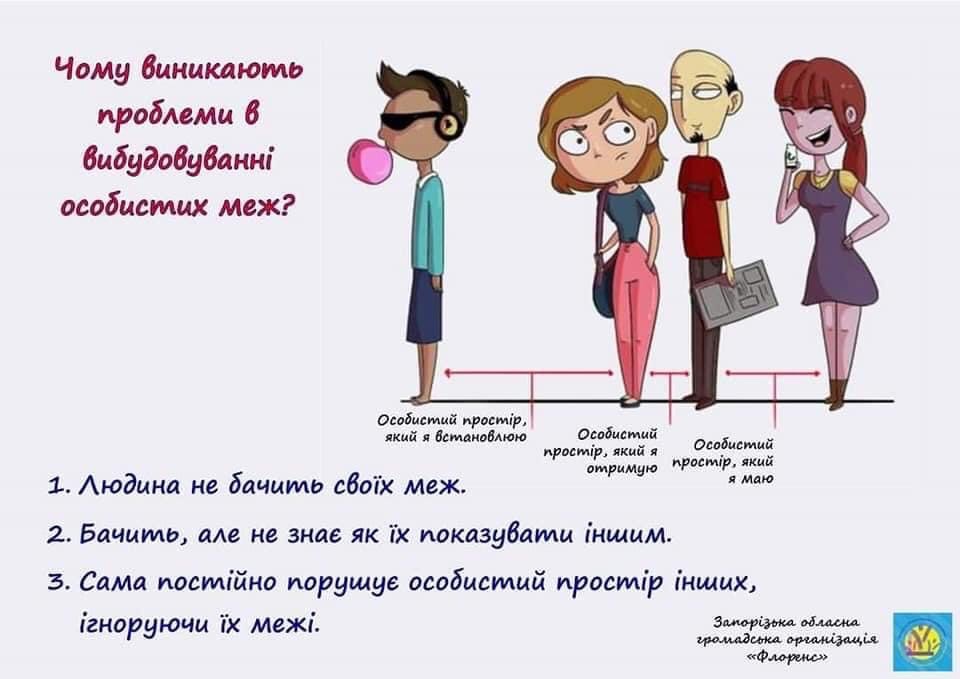 Чому виникають
проблеми в
вибудовуванні
особистих меж?
Особистий простір,
який я встановлюю
Особистий
простір, який я
отримую
Особистий
простір, який
я маю
1. Людина не бачить своїх меж.
2. Бачить, але не знає як їх показувати іншим.
3. Сама постійно порушує особистий простір інших,
ігноруючи їх межі.
Запорізька обласна
громадська організація
«Флоренс»